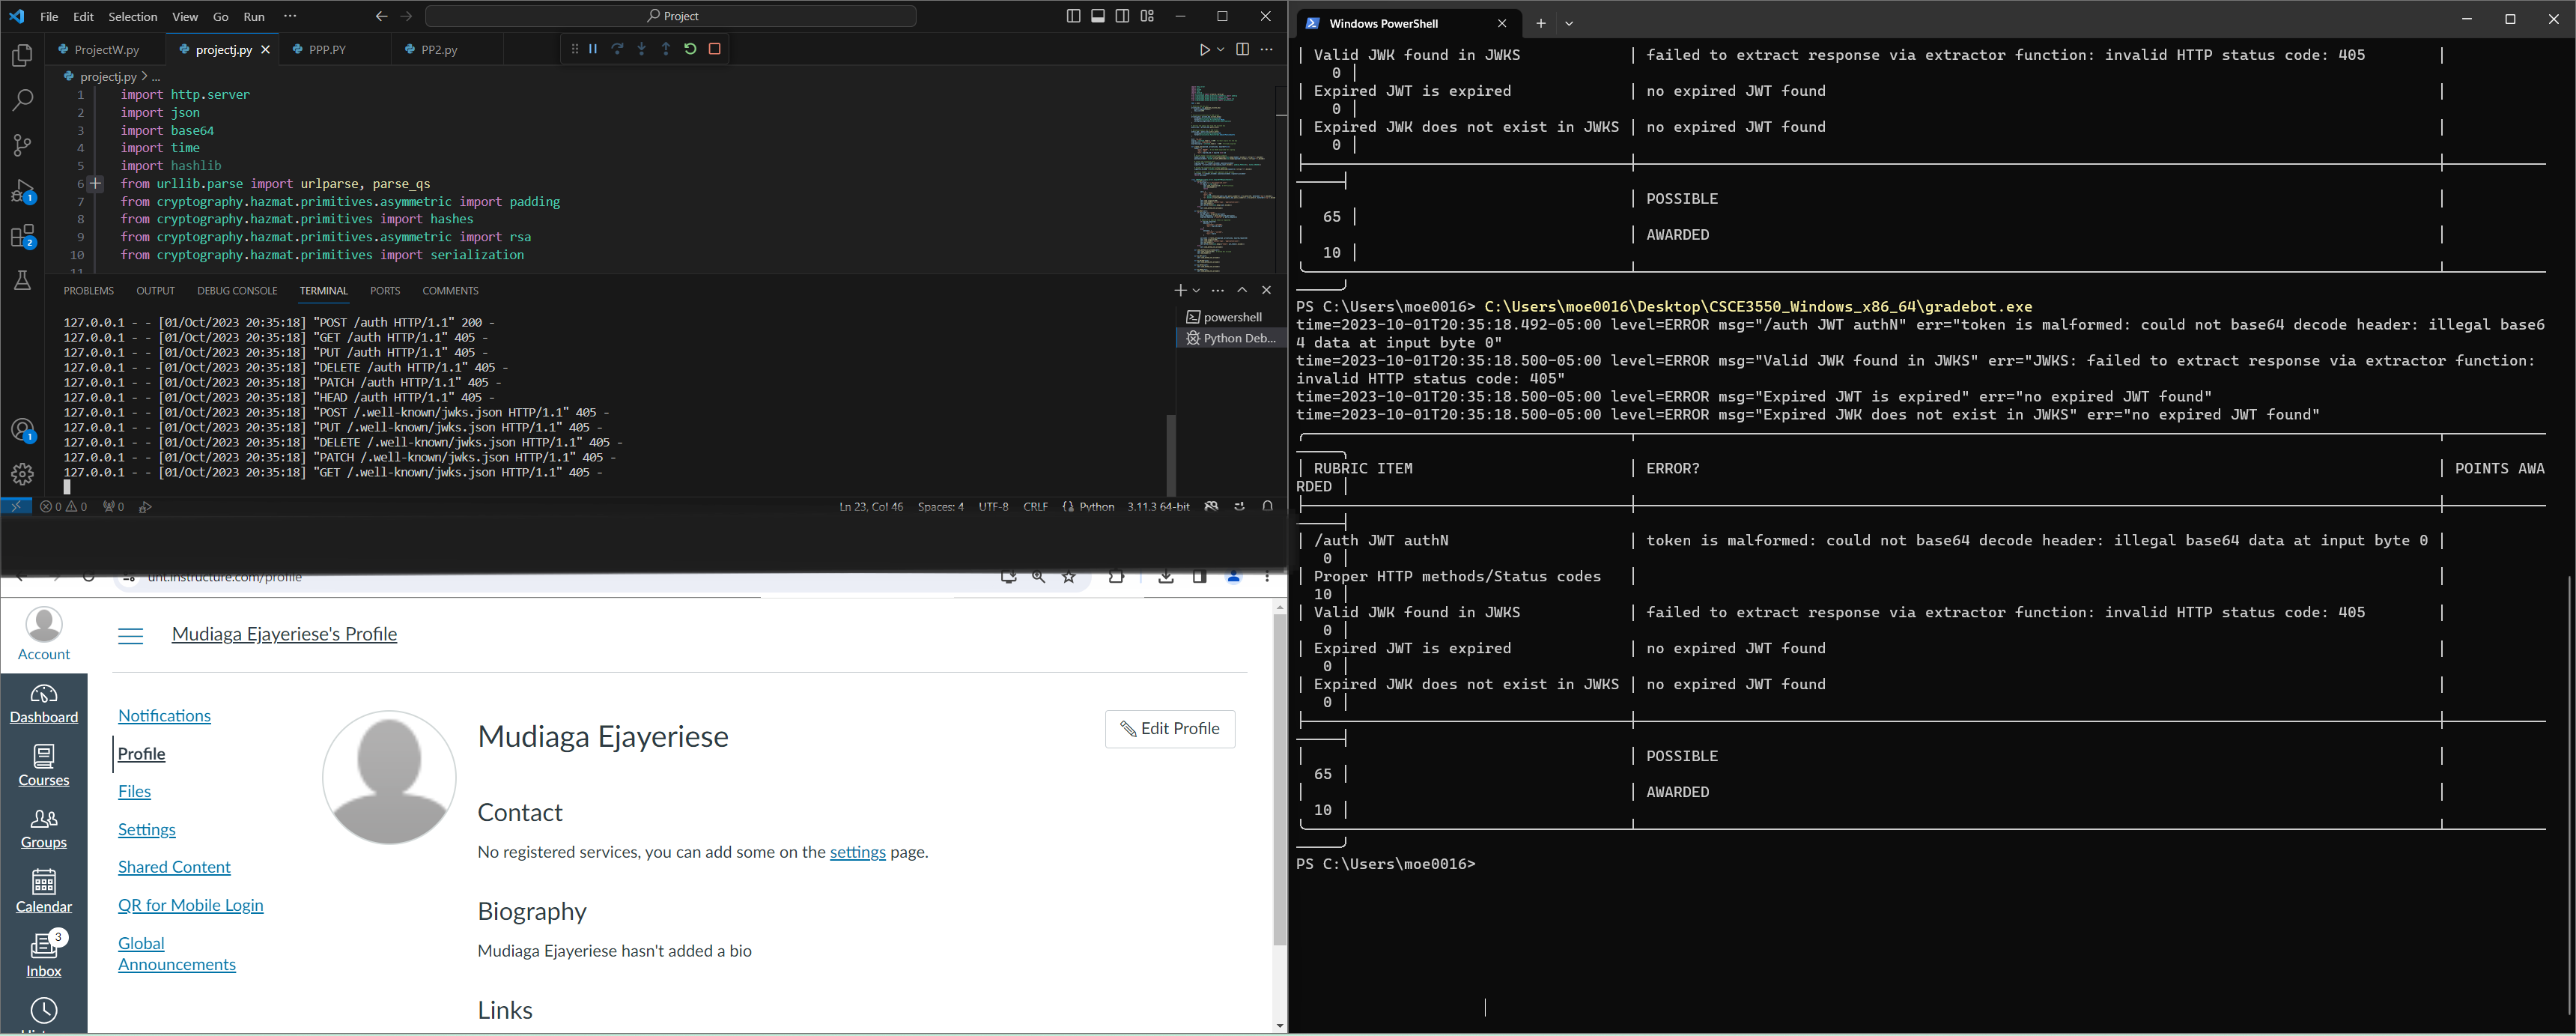 File Edit Selection View Go Run ··· Project
ProjectW.py projectj.py PPP.PY PP2.py
projectj.py > ...
1 import http.server
2 import json
3 import base64
4 import time
5 import hashlib
6 from urllib.parse import urlparse, parse_qs
7 from cryptography.hazmat.primitives.asymmetric import padding
8 from cryptography.hazmat.primitives import hashes
9 from cryptography.hazmat.primitives.asymmetric import rsa
10 from cryptography.hazmat.primitives import serialization
11
PROBLEMS OUTPUT DEBUG CONSOLE TERMINAL PORTS COMMENTS
powershell
Python Deb...
127.0.0.1 - - [01/Oct/2023 20:35:18] "POST /auth HTTP/1.1" 200 -
127.0.0.1 - - [01/Oct/2023 20:35:18] "GET /auth HTTP/1.1" 405 -
127.0.0.1 - - [01/Oct/2023 20:35:18] "PUT /auth HTTP/1.1" 405 -
127.0.0.1 - - [01/Oct/2023 20:35:18] "DELETE /auth HTTP/1.1" 405 -
127.0.0.1 - - [01/Oct/2023 20:35:18] "PATCH /auth HTTP/1.1" 405 -
127.0.0.1 - - [01/Oct/2023 20:35:18] "HEAD /auth HTTP/1.1" 405 -
127.0.0.1 - - [01/Oct/2023 20:35:18] "POST /.well-known/jwks.json HTTP/1.1" 405 -
127.0.0.1 - - [01/Oct/2023 20:35:18] "PUT /.well-known/jwks.json HTTP/1.1" 405 -
127.0.0.1 - - [01/Oct/2023 20:35:18] "DELETE /.well-known/jwks.json HTTP/1.1" 405 -
127.0.0.1 - - [01/Oct/2023 20:35:18] "PATCH /.well-known/jwks.json HTTP/1.1" 405 -
127.0.0.1 - - [01/Oct/2023 20:35:18] "GET /.well-known/jwks.json HTTP/1.1" 405 -
1
2
1
0 0 0 Ln 23, Col 46 Spaces: 4 UTF-8 CRLF Python 3.11.3 64-bit
unt.instructure.com/profile
Account
Dashboard
Courses
Groups
Calendar
3
Inbox
Mudiaga Ejayeriese's Profile
Notifications
Profile
Files
Settings
Shared Content
QR for Mobile Login
Global
Announcements
Mudiaga Ejayeriese
Edit Profile
Contact
No registered services, you can add some on the settings page.
Biography
Mudiaga Ejayeriese hasn't added a bio
Links
Windows PowerShell
| Valid JWK found in JWKS | failed to extract response via extractor function: invalid HTTP status code: 405 |
0 |
| Expired JWT is expired | no expired JWT found |
0 |
| Expired JWK does not exist in JWKS | no expired JWT found |
0 |
| | POSSIBLE |
65 |
| | AWARDED |
10 |
PS C:\Users\moe0016> C:\Users\moe0016\Desktop\CSCE3550_Windows_x86_64\gradebot.exe
time=2023-10-01T20:35:18.492-05:00 level=ERROR msg="/auth JWT authN" err="token is malformed: could not base64 decode header: illegal base6
4 data at input byte 0"
time=2023-10-01T20:35:18.500-05:00 level=ERROR msg="Valid JWK found in JWKS" err="JWKS: failed to extract response via extractor function:
invalid HTTP status code: 405"
time=2023-10-01T20:35:18.500-05:00 level=ERROR msg="Expired JWT is expired" err="no expired JWT found"
time=2023-10-01T20:35:18.500-05:00 level=ERROR msg="Expired JWK does not exist in JWKS" err="no expired JWT found"
| RUBRIC ITEM | ERROR? | POINTS AWA
RDED |
| /auth JWT authN | token is malformed: could not base64 decode header: illegal base64 data at input byte 0 |
0 |
| Proper HTTP methods/Status codes | |
10 |
| Valid JWK found in JWKS | failed to extract response via extractor function: invalid HTTP status code: 405 |
0 |
| Expired JWT is expired | no expired JWT found |
0 |
| Expired JWK does not exist in JWKS | no expired JWT found |
0 |
| | POSSIBLE |
65 |
| | AWARDED |
10 |
PS C:\Users\moe0016>